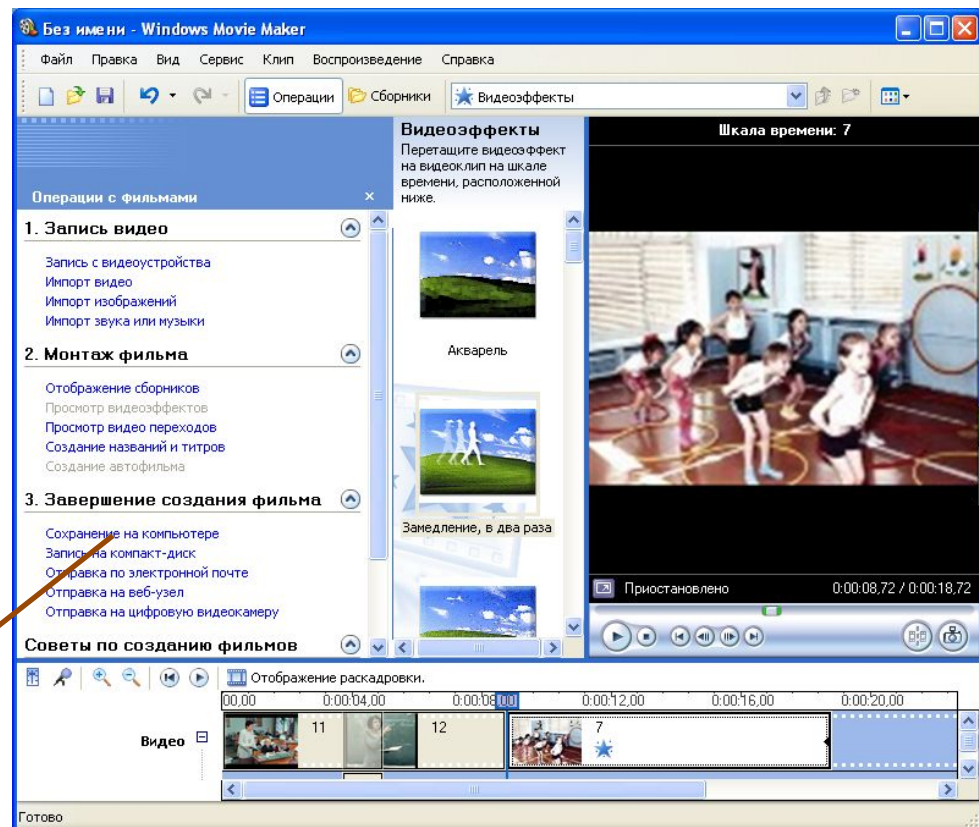 Без имени - Windows Movie Maker
Файл Правка Вид Сервис Клип Воспроизведение Справка
Операции Сборники Видеоэффекты
Операции с фильмами
1. Запись видео
Запись с видеоустройства
Импорт видео
Импорт изображений
Импорт звука или музыки
2. Монтаж фильма
Отображение сборников
Просмотр видеоэффектов
Просмотр видео переходов
Создание названий и титров
Создание автофильма
3. Завершение создания фильма
Сохранение на компьютере
Запись на компакт-диск
Отправка по электронной почте
Отправка на веб-узел
Отправка на цифровую видеокамеру
Советы по созданию фильмов
Видеоэффекты
Перетащите видеоэффект
на видеоклип на шкале
времени, расположенной
ниже.
Акварель
Замедление, в два раза
Шкала времени: 7
Приостановлено 0:00:08,72 / 0:00:18,72
Отображение раскадровки.
00,00 0:00:04,00 0:00:08,00 0:00:12,00 0:00:16,00 0:00:20,00
Видео 11 12 7
Готово